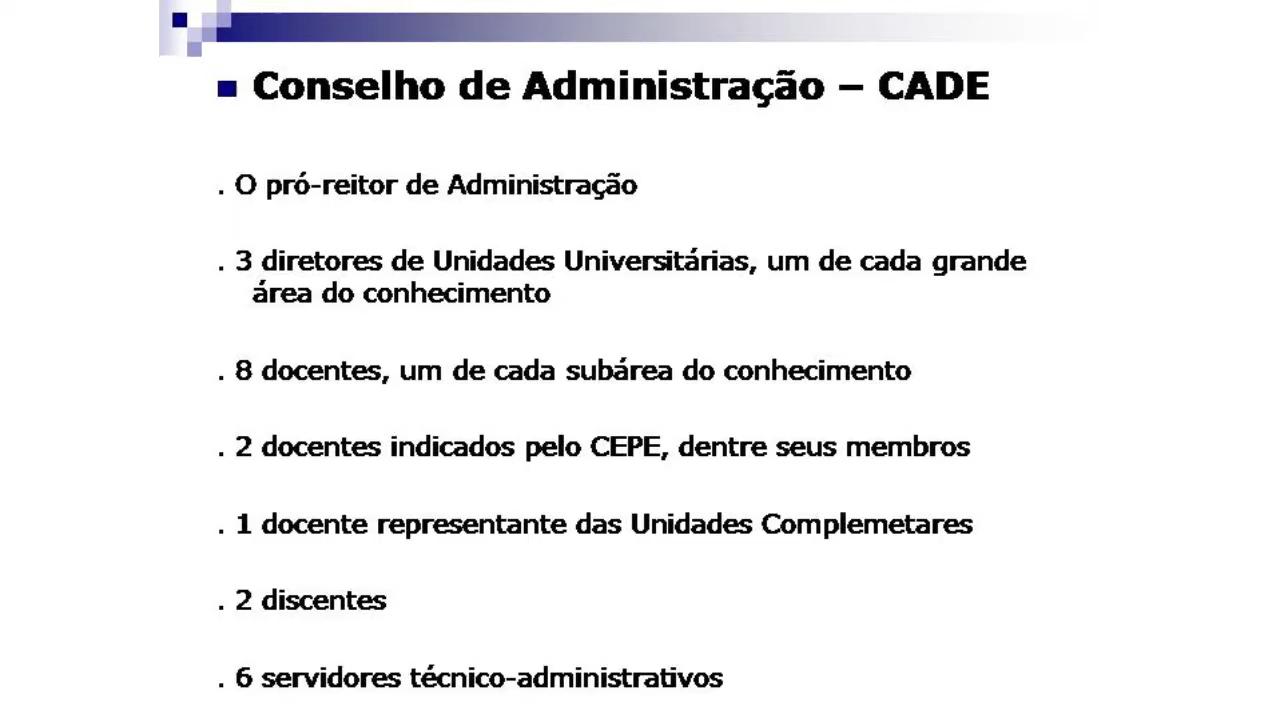 Conselho de Administração – CADE
. O pró-reitor de Administração
. 3 diretores de Unidades Universitárias, um de cada grande
área do conhecimento
. 8 docentes, um de cada subárea do conhecimento
. 2 docentes indicados pelo CEPE, dentre seus membros
. 1 docente representante das Unidades Complemetares
. 2 discentes
. 6 servidores técnico-administrativos